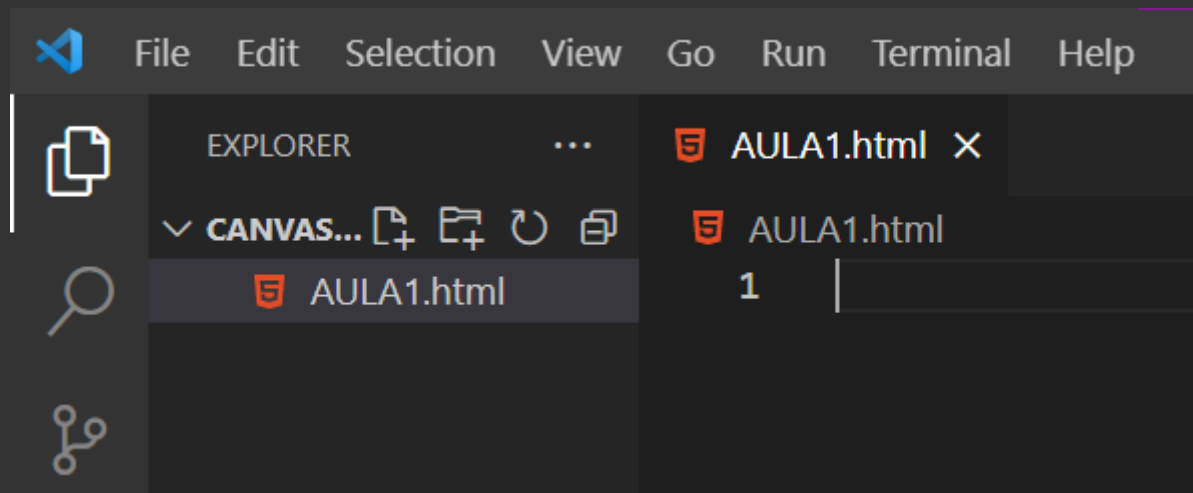 File Edit Selection View Go Run Terminal Help
EXPLORER ...
AULA1.html
CANVAS...
AULA1.html
AULA1.html
1